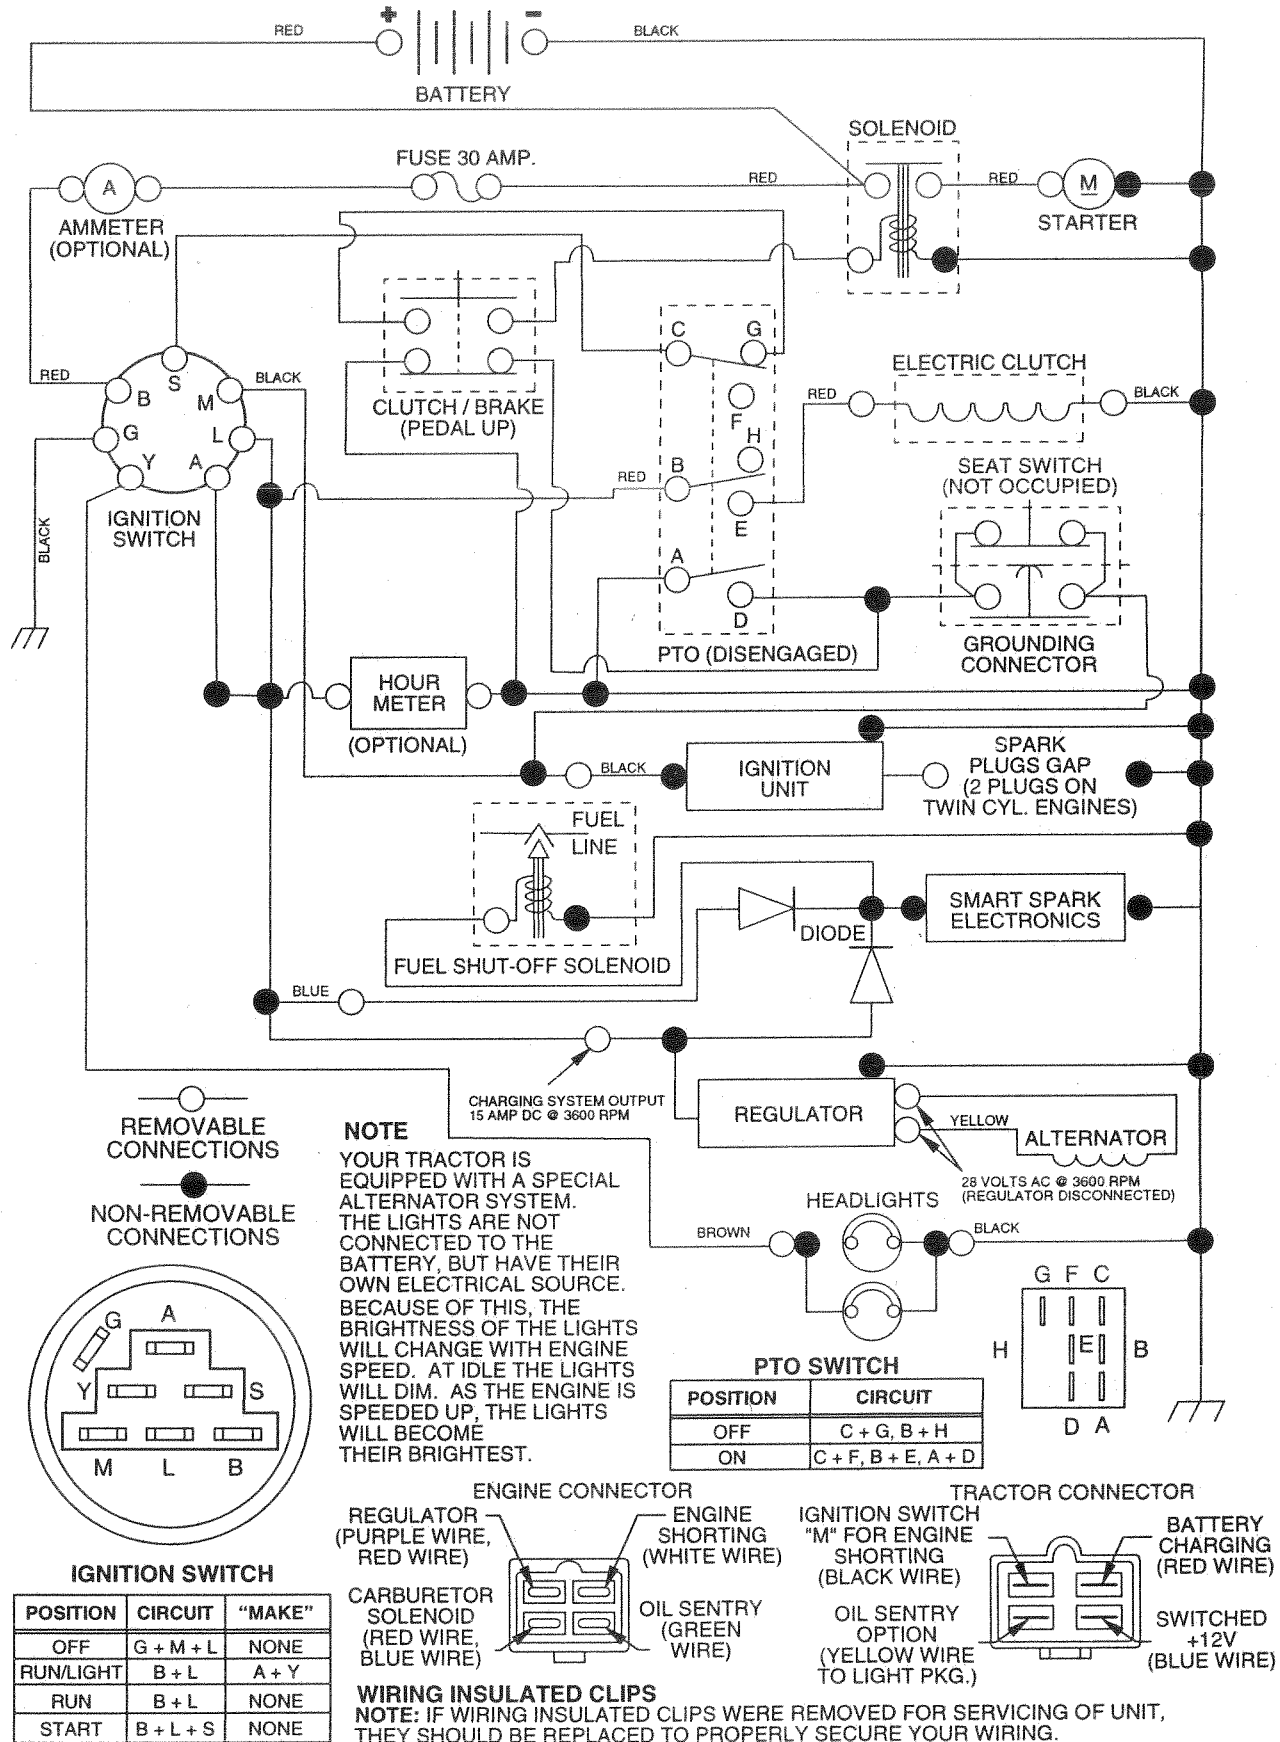 + -
RED
BLACK
BATTERY
SOLENOID
FUSE 30 AMP.
A
RED
RED
M
AMMETER
(OPTIONAL)
STARTER
C G
S
RED
B
M
BLACK
CLUTCH / BRAKE
(PEDAL UP)
ELECTRIC CLUTCH
RED
BLACK
F
H
G
L
Y
A
B
RED
E
SEAT SWITCH
(NOT OCCUPIED)
IGNITION
SWITCH
BLACK
A
D
PTO (DISENGAGED)
GROUNDING
CONNECTOR
HOUR
METER
(OPTIONAL)
BLACK
IGNITION
UNIT
SPARK
PLUGS GAP
(2 PLUGS ON
TWIN CYL. ENGINES)
FUEL
LINE
DIODE
SMART SPARK
ELECTRONICS
FUEL SHUT-OFF SOLENOID
BLUE
CHARGING SYSTEM OUTPUT
15 AMP DC @ 3600 RPM
REGULATOR
YELLOW
ALTERNATOR
28 VOLTS AC @ 3600 RPM
(REGULATOR DISCONNECTED)
REMOVABLE
CONNECTIONS
NON-REMOVABLE
CONNECTIONS
NOTE
YOUR TRACTOR IS
EQUIPPED WITH A SPECIAL
ALTERNATOR SYSTEM.
THE LIGHTS ARE NOT
CONNECTED TO THE
BATTERY, BUT HAVE THEIR
OWN ELECTRICAL SOURCE.
BECAUSE OF THIS, THE
BRIGHTNESS OF THE LIGHTS
WILL CHANGE WITH ENGINE
SPEED. AT IDLE THE LIGHTS
WILL DIM. AS THE ENGINE IS
SPEEDED UP, THE LIGHTS
WILL BECOME
THEIR BRIGHTEST.
HEADLIGHTS
BROWN
BLACK
G F C
H E B
D A
PTO SWITCH
POSITION CIRCUIT
OFF C + G, B + H
ON C + F, B + E, A + D
G A
Y S
M L B
IGNITION SWITCH
POSITION CIRCUIT "MAKE"
OFF G + M + L NONE
RUN/LIGHT B + L A + Y
RUN B + L NONE
START B + L + S NONE
ENGINE CONNECTOR
REGULATOR
(PURPLE WIRE,
RED WIRE)
ENGINE
SHORTING
(WHITE WIRE)
CARBURETOR
SOLENOID
(RED WIRE,
BLUE WIRE)
OIL SENTRY
(GREEN
WIRE)
TRACTOR CONNECTOR
IGNITION SWITCH
"M" FOR ENGINE
SHORTING
(BLACK WIRE)
BATTERY
CHARGING
(RED WIRE)
OIL SENTRY
OPTION
(YELLOW WIRE
TO LIGHT PKG.)
SWITCHED
+12V
(BLUE WIRE)
WIRING INSULATED CLIPS
NOTE: IF WIRING INSULATED CLIPS WERE REMOVED FOR SERVICING OF UNIT,
THEY SHOULD BE REPLACED TO PROPERLY SECURE YOUR WIRING.